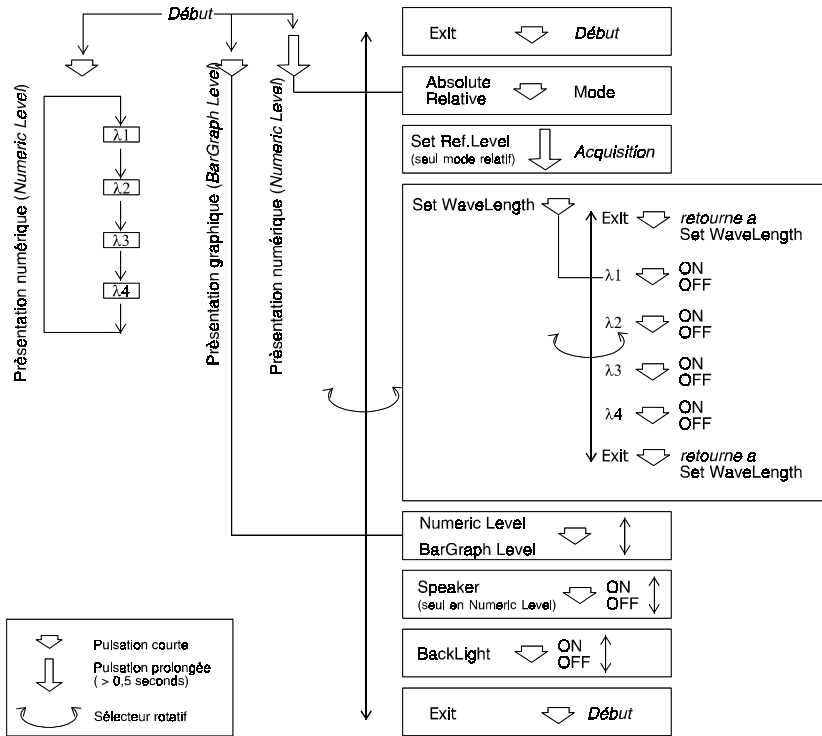 Début
Présentation numérique (Numeric Level)
λ1
λ2
λ3
λ4
Présentation graphique (BarGraph Level)
Présentation numérique (Numeric Level)
Exit Début
Absolute
Relative Mode
Set Ref.Level
(seul mode relatif) Acquisition
Set WaveLength
Exit retourne a
Set WaveLength
λ1 ON
OFF
λ2 ON
OFF
λ3 ON
OFF
λ4 ON
OFF
Exit retourne a
Set WaveLength
Numeric Level
BarGraph Level
Speaker ON
(seul en Numeric Level) OFF
BackLight ON
OFF
Exit Début
Pulsation courte
Pulsation prolongée
( > 0,5 seconds)
Sélecteur rotatif